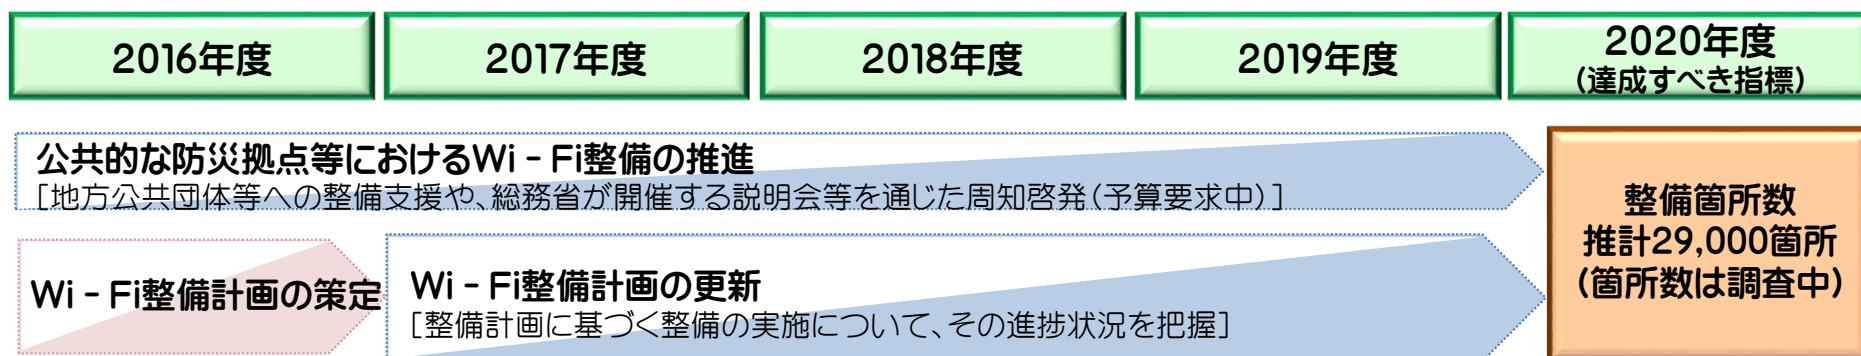 2016年度
2017年度
2018年度
2019年度
2020年度
(達成すべき指標)
公共的な防災拠点等におけるWi‐Fi整備の推進
[地方公共団体等への整備支援や、総務省が開催する説明会等を通じた周知啓発(予算要求中)]
Wi‐Fi整備計画の策定
Wi‐Fi整備計画の更新
[整備計画に基づく整備の実施について、その進捗状況を把握]
整備箇所数
推計29,000箇所
(箇所数は調査中)